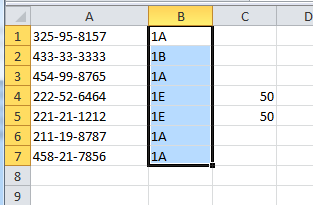 A B C D
1 325-95-8157 1A
2 433-33-3333 1B
3 454-99-8765 1A
4 222-52-6464 1E 50
5 221-21-1212 1E 50
6 211-19-8787 1A
7 458-21-7856 1A
8
9